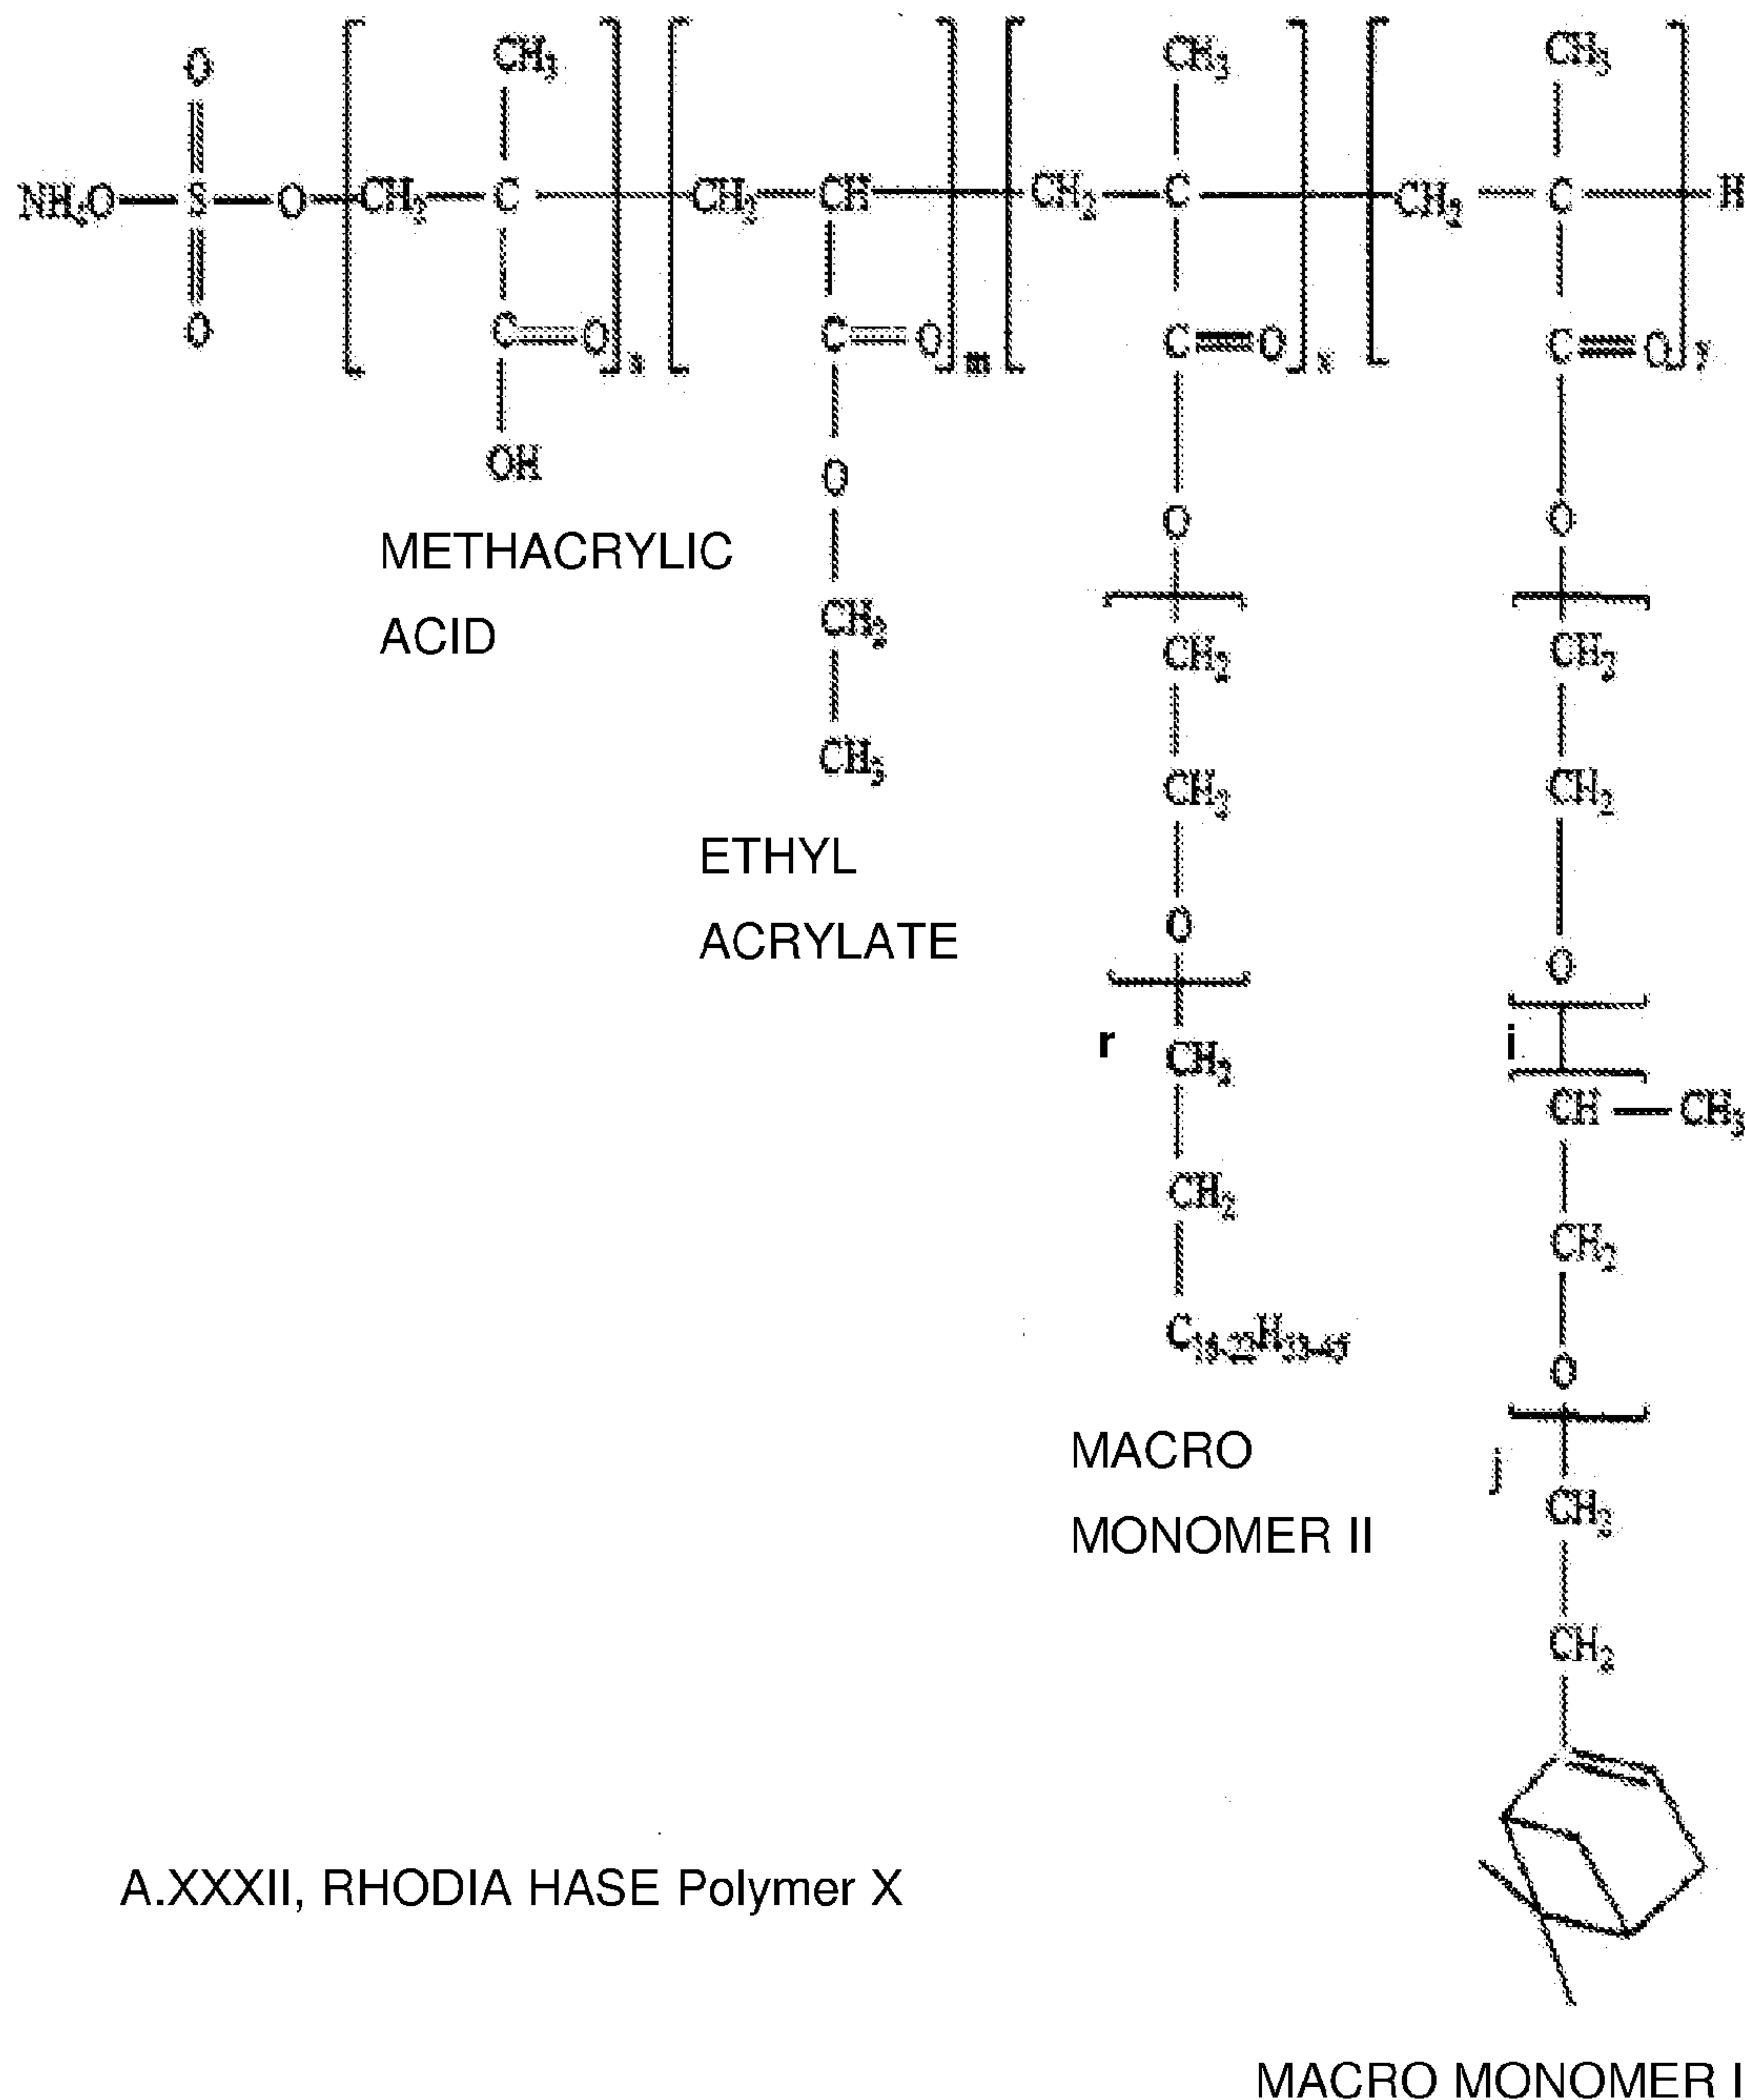 CH3 CH3 CH3
O
NH4O S O CH2 C CH2 CH CH2 C CH2 C H
O C O C O m C O C O y
OH O O O
METHACRYLIC
ACID
CH2 CH2 CH2
CH3 CH2 CH2
ETHYL
ACRYLATE
O O
r CH2 i CH CH3
CH2 CH2
O
C H
MACRO
MONOMER II
j CH2
CH2
A.XXXII, RHODIA HASE Polymer X
MACRO MONOMER I